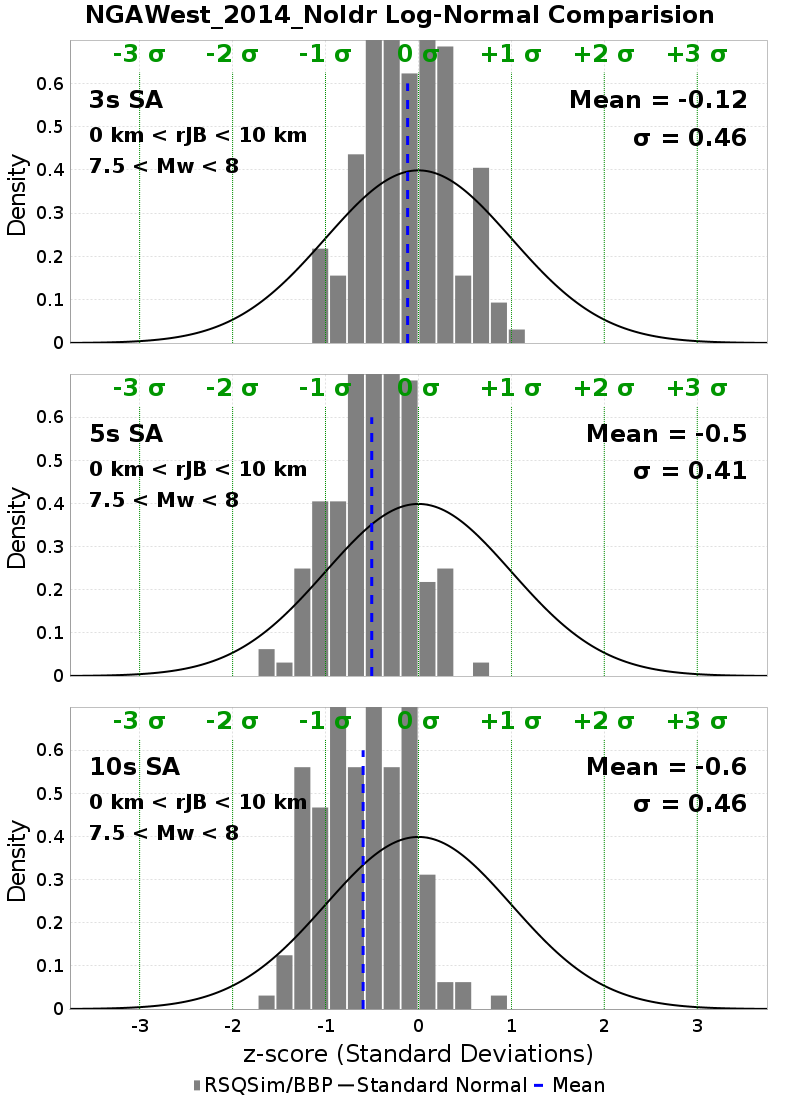 NGAWest_2014_NoIdr Log-Normal Comparision
-3 σ -2 σ -1 σ 0 σ +1 σ +2 σ +3 σ
3s SA
0 km < rJB < 10 km
7.5 < Mw < 8
Mean = -0.12
σ = 0.46
Density
0.6
0.5
0.4
0.3
0.2
0.1
0
-3 σ -2 σ -1 σ 0 σ +1 σ +2 σ +3 σ
5s SA
0 km < rJB < 10 km
7.5 < Mw < 8
Mean = -0.5
σ = 0.41
Density
0.6
0.5
0.4
0.3
0.2
0.1
0
-3 σ -2 σ -1 σ 0 σ +1 σ +2 σ +3 σ
10s SA
0 km < rJB < 10 km
7.5 < Mw < 8
Mean = -0.6
σ = 0.46
Density
0.6
0.5
0.4
0.3
0.2
0.1
0
-3 -2 -1 0 1 2 3
z-score (Standard Deviations)
RSQSim/BBP Standard Normal Mean